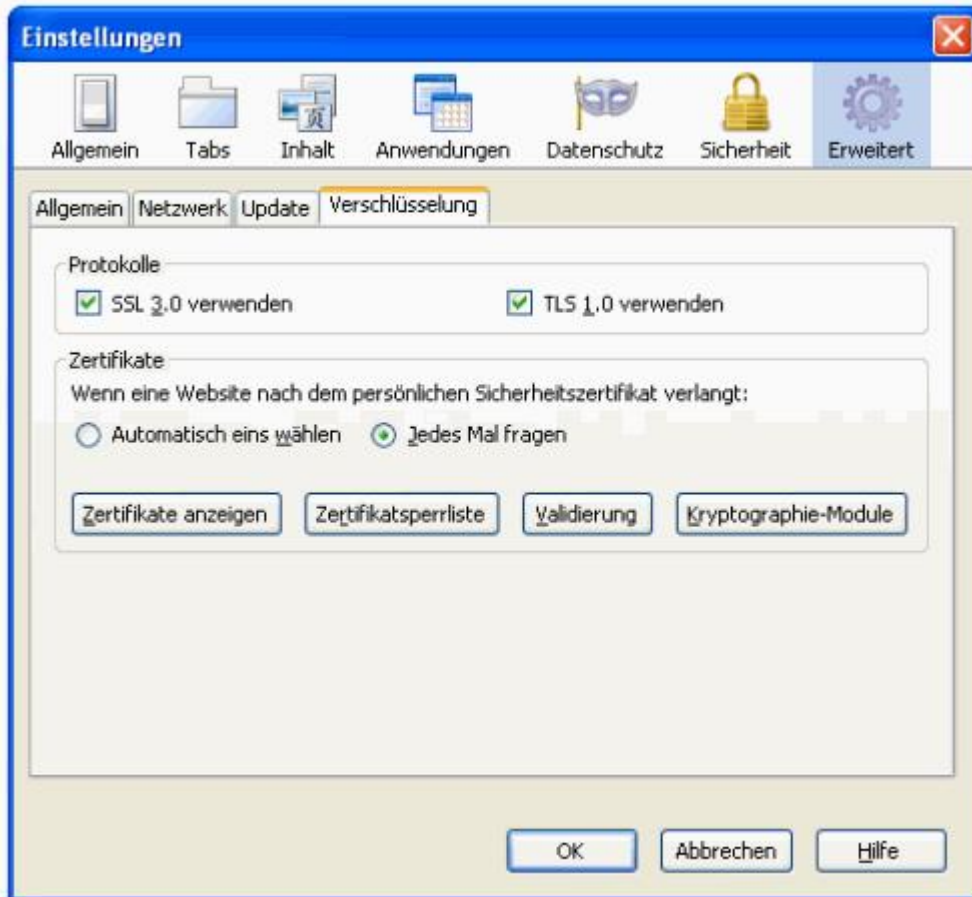 Einstellungen
Allgemein Tabs Inhalt Anwendungen Datenschutz Sicherheit Erweitert
Allgemein Netzwerk Update Verschlüsselung
Protokolle
SSL 3.0 verwenden TLS 1.0 verwenden
Zertifikate
Wenn eine Website nach dem persönlichen Sicherheitszertifikat verlangt:
Automatisch eins wählen Jedes Mal fragen
Zertifikate anzeigen Zertifikatsperrliste Validierung Kryptographie-Module
OK Abbrechen Hilfe